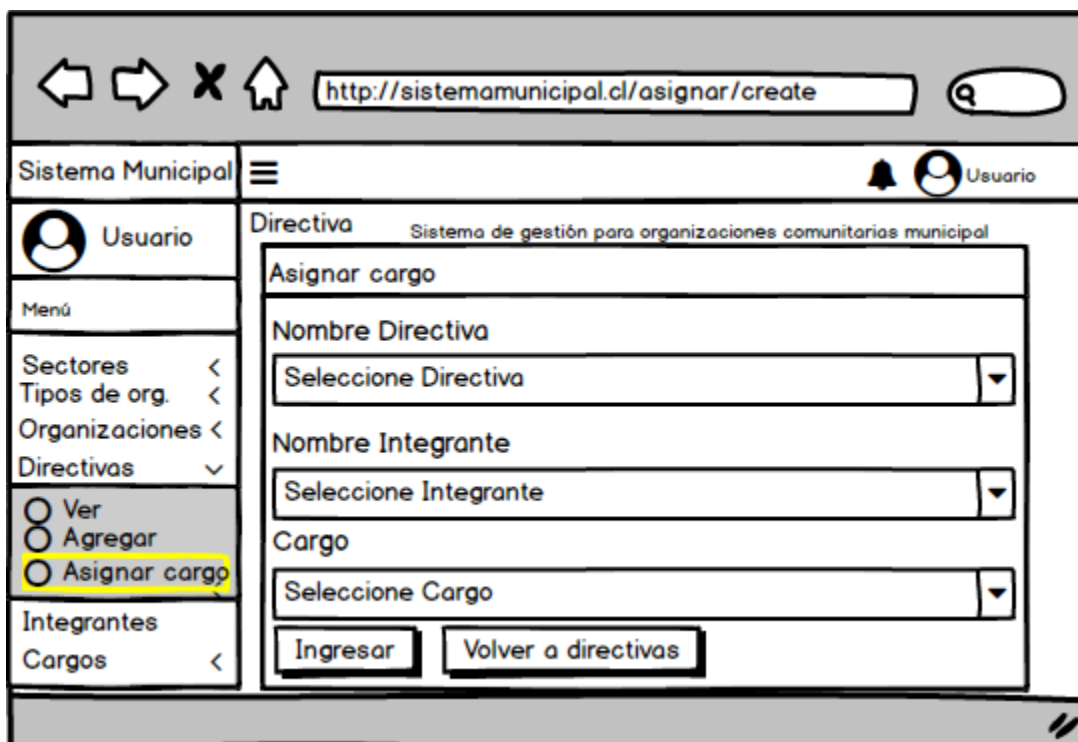 http://sistemamunicipal.cl/asignar/create
Sistema Municipal
Usuario
Usuario
Menú
Sectores
Tipos de org.
Organizaciones
Directivas
Ver
Agregar
Asignar cargo
Integrantes
Cargos
Directiva
Sistema de gestión para organizaciones comunitarias municipal
Asignar cargo
Nombre Directiva
Seleccione Directiva
Nombre Integrante
Seleccione Integrante
Cargo
Seleccione Cargo
Ingresar
Volver a directivas